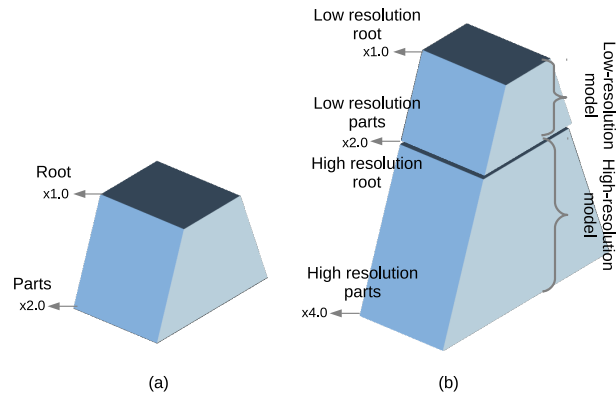 Root
x1.0
Parts
x2.0
(a)
Low resolution
root
x1.0
Low resolution
parts
x2.0
High resolution
root
High resolution
parts
x4.0
Low-resolution
model
High-resolution
model
(b)